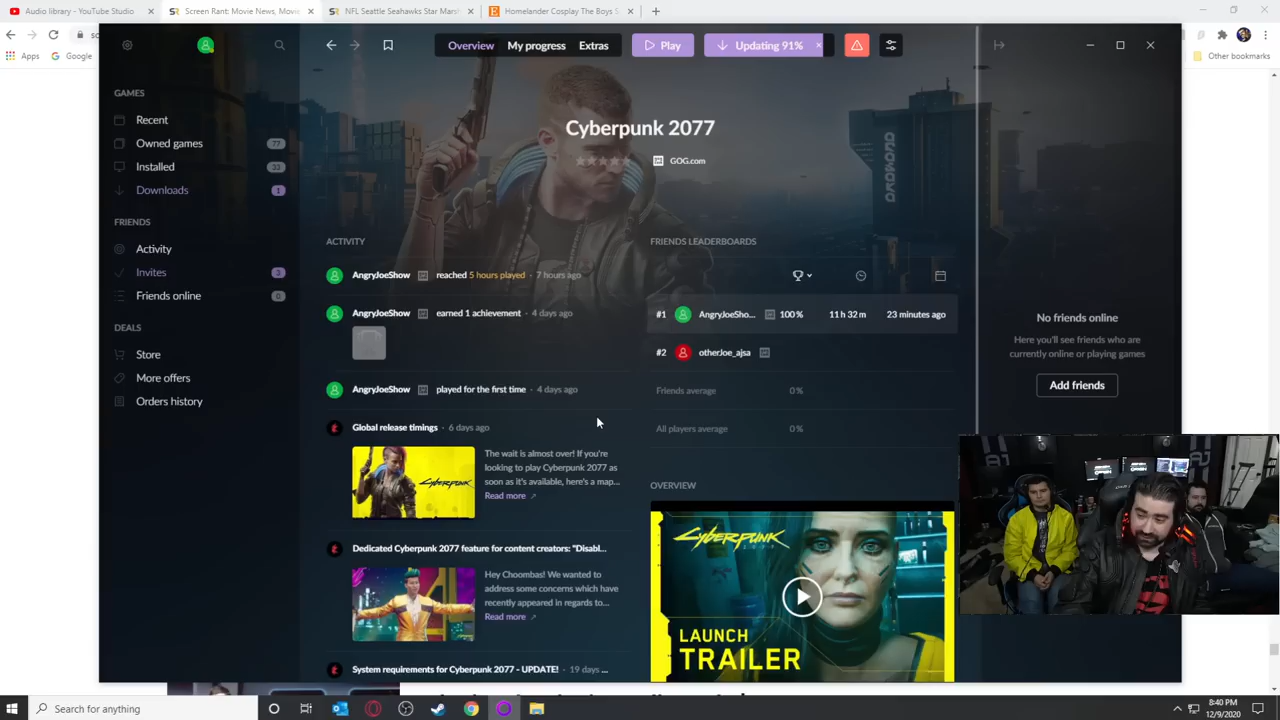 Audio library - YouTube Studio
Screen Rant: Movie News, Movi
NFL Seattle Seahawks Star Mars
Homelander Cosplay The Boys S
Apps
Google
Other bookmarks
Overview
My progress
Extras
Play
Updating 91%
GAMES
Recent
Owned games 77
Installed 33
Downloads 1
FRIENDS
Activity
Invites 3
Friends online 0
DEALS
Store
More offers
Orders history
Cyberpunk 2077
GOG.com
ACTIVITY
AngryJoeShow reached 5 hours played · 7 hours ago
AngryJoeShow earned 1 achievement · 4 days ago
AngryJoeShow played for the first time · 4 days ago
Global release timings · 6 days ago
The wait is almost over! If you're
looking to play Cyberpunk 2077 as
soon as it's available, here's a map...
Read more
CYBERPUNK
Dedicated Cyberpunk 2077 feature for content creators: "Disabl...
Hey Choombas! We wanted to
address some concerns which have
recently appeared in regards to...
Read more
System requirements for Cyberpunk 2077 - UPDATE! · 19 days ...
FRIENDS LEADERBOARDS
#1 AngryJoeSho... 100% 11 h 32 m 23 minutes ago
#2 otherJoe_ajsa
Friends average 0%
All players average 0%
OVERVIEW
CYBERPUNK
2077
LAUNCH
TRAILER
No friends online
Here you'll see friends who are
currently online or playing games
Add friends
ARASAKA
Search for anything
8:40 PM
12/9/2020